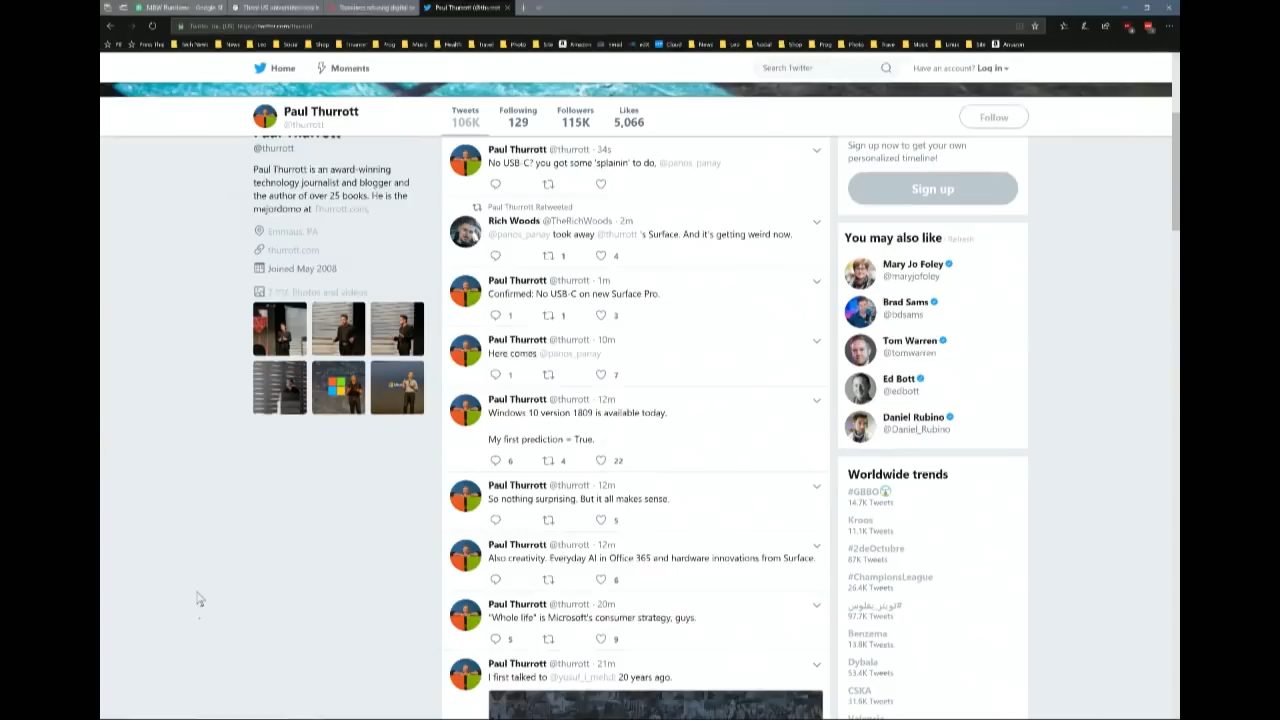 Paul Thurrott (@thurrott
Home
Moments
Search Twitter
Have an account? Log in
Paul Thurrott
@thurrott
Tweets
106K
Following
129
Followers
115K
Likes
5,066
Follow
@thurrott
Paul Thurrott is an award-winning
technology journalist and blogger and
the author of over 25 books. He is the
majordomo at Thurrott.com.
Emmaus, PA
thurrott.com
Joined May 2008
Photos and videos
Paul Thurrott @thurrott · 34s
No USB-C? you got some 'splainin' to do, @panos_panay
Paul Thurrott Retweeted
Rich Woods @TheRichWoods · 2m
@panos_panay took away @thurrott 's Surface. And it's getting weird now.
1 4
Paul Thurrott @thurrott · 1m
Confirmed: No USB-C on new Surface Pro.
1 1 3
Paul Thurrott @thurrott · 10m
Here comes @panos_panay
1 7
Paul Thurrott @thurrott · 12m
Windows 10 version 1809 is available today.
My first prediction = True.
6 4 22
Paul Thurrott @thurrott · 12m
So nothing surprising. But it all makes sense.
5
Paul Thurrott @thurrott · 12m
Also creativity. Everyday AI in Office 365 and hardware innovations from Surface.
6
Paul Thurrott @thurrott · 20m
"Whole life" is Microsoft's consumer strategy, guys.
5 9
Paul Thurrott @thurrott · 21m
I first talked to @yusuf_i_mehdi 20 years ago.
Sign up now to get your own
personalized timeline!
Sign up
You may also like · Refresh
Mary Jo Foley
@maryjofoley
Brad Sams
@bdsams
Tom Warren
@tomwarren
Ed Bott
@edbott
Daniel Rubino
@Daniel_Rubino
Worldwide trends
#GBBO
14.7K Tweets
Kroos
11.1K Tweets
#2deOctubre
87K Tweets
#ChampionsLeague
26.4K Tweets
97.7K Tweets
Benzema
13.8K Tweets
Dybala
53.4K Tweets
CSKA
31.6K Tweets